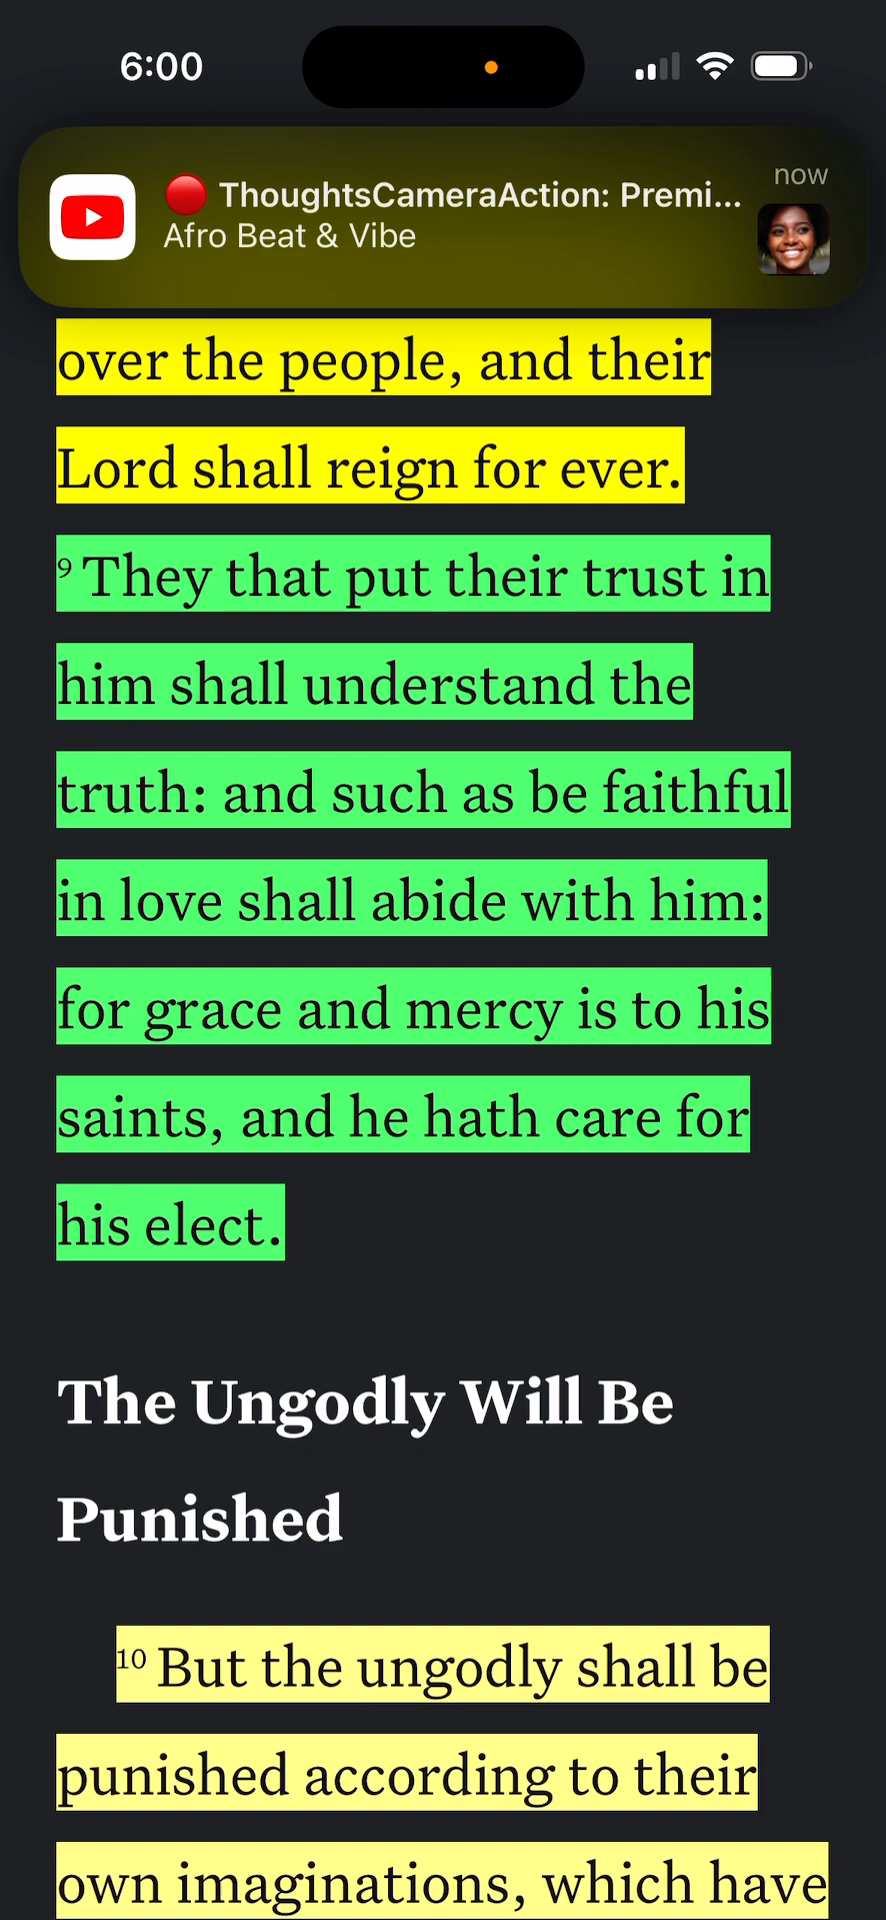 6:00
🔴 ThoughtsCameraAction: Premi...
now
Afro Beat & Vibe
over the people, and their
Lord shall reign for ever.
9 They that put their trust in
him shall understand the
truth: and such as be faithful
in love shall abide with him:
for grace and mercy is to his
saints, and he hath care for
his elect.
The Ungodly Will Be
Punished
10 But the ungodly shall be
punished according to their
own imaginations, which have